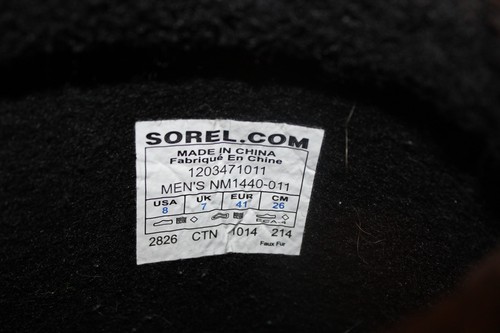 SOREL.COM
MADE IN CHINA
Fabriqué En Chine
1203471011
MEN'S NM1440-011
USA UK EUR CM
8 7 41 26
2826 CTN 1014 214
Faux Fur